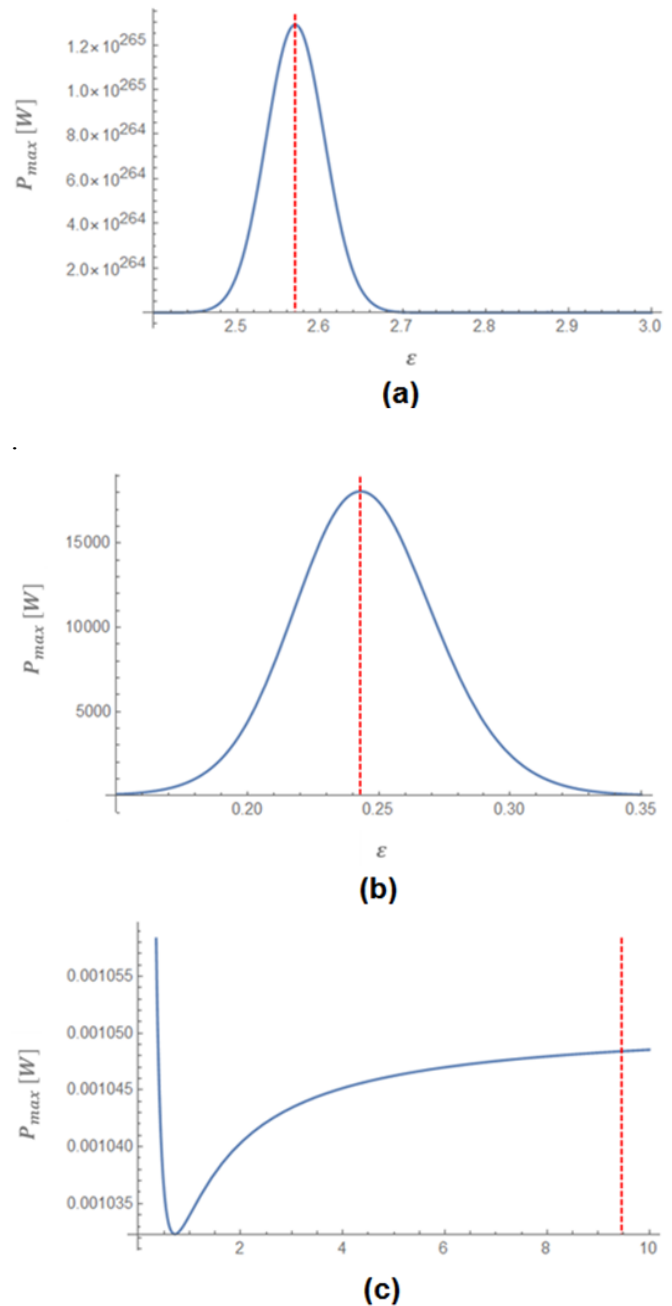 1.2×10^265
1.0×10^265
8.0×10^264
6.0×10^264
4.0×10^264
2.0×10^264
P_max [W]
2.5 2.6 2.7 2.8 2.9 3.0
ε
(a)
.
15000
10000
5000
P_max [W]
0.20 0.25 0.30 0.35
ε
(b)
0.001055
0.001050
0.001045
0.001040
0.001035
P_max [W]
2 4 6 8 10
(c)